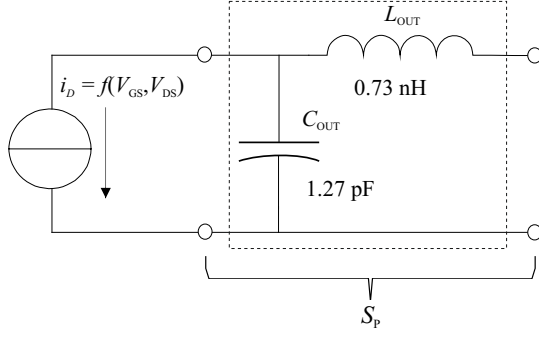 L_OUT
i_D = f(V_GS, V_DS)
0.73 nH
C_OUT
1.27 pF
S_P